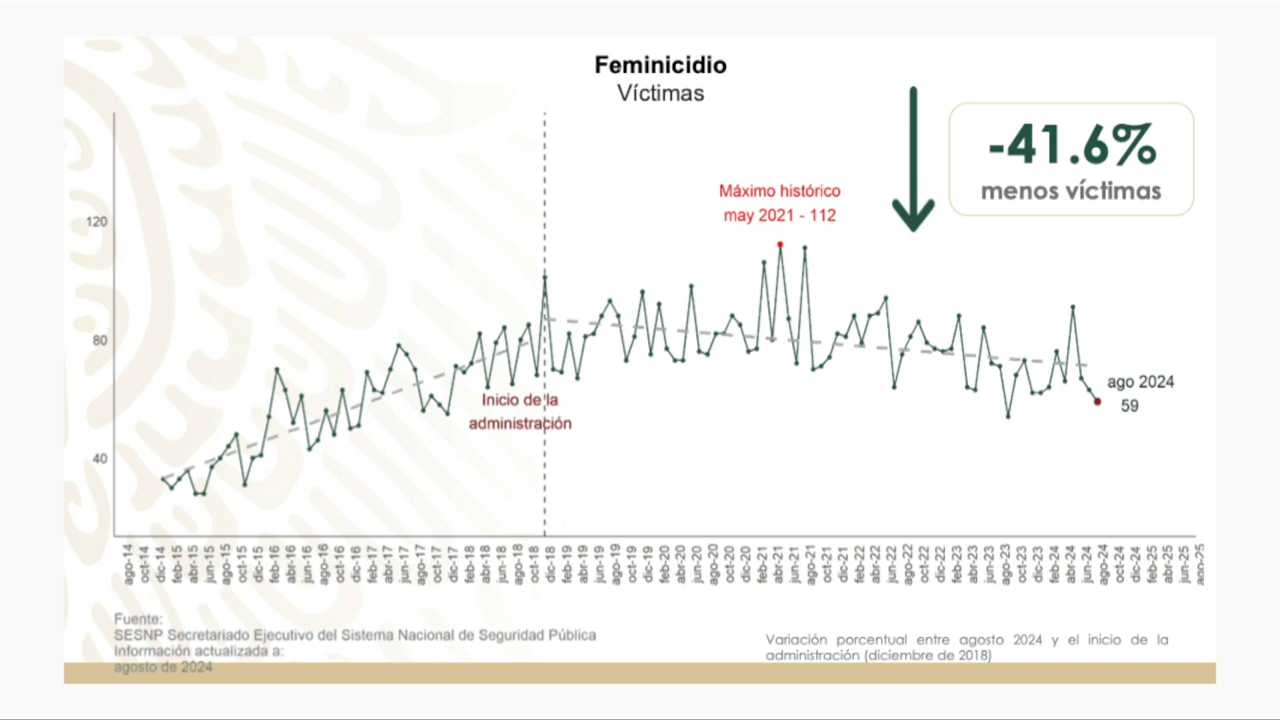 Feminicidio
Víctimas
-41.6%
menos víctimas
Máximo histórico
may 2021 - 112
120
80
40
ago 2024
59
Inicio de la
administración
ago-14
oct-14
dic-14
feb-15
abr-15
jun-15
ago-15
oct-15
dic-15
feb-16
abr-16
jun-16
ago-16
oct-16
dic-16
feb-17
abr-17
jun-17
ago-17
oct-17
dic-17
feb-18
abr-18
jun-18
ago-18
oct-18
dic-18
feb-19
abr-19
jun-19
ago-19
oct-19
dic-19
feb-20
abr-20
jun-20
ago-20
oct-20
dic-20
feb-21
abr-21
jun-21
ago-21
oct-21
dic-21
feb-22
abr-22
jun-22
ago-22
oct-22
dic-22
feb-23
abr-23
jun-23
ago-23
oct-23
dic-23
feb-24
abr-24
jun-24
ago-24
oct-24
dic-24
feb-25
abr-25
jun-25
ago-25
Fuente:
SESNP Secretariado Ejecutivo del Sistema Nacional de Seguridad Pública
Información actualizada a:
agosto de 2024
Variación porcentual entre agosto 2024 y el inicio de la
administración (diciembre de 2018)